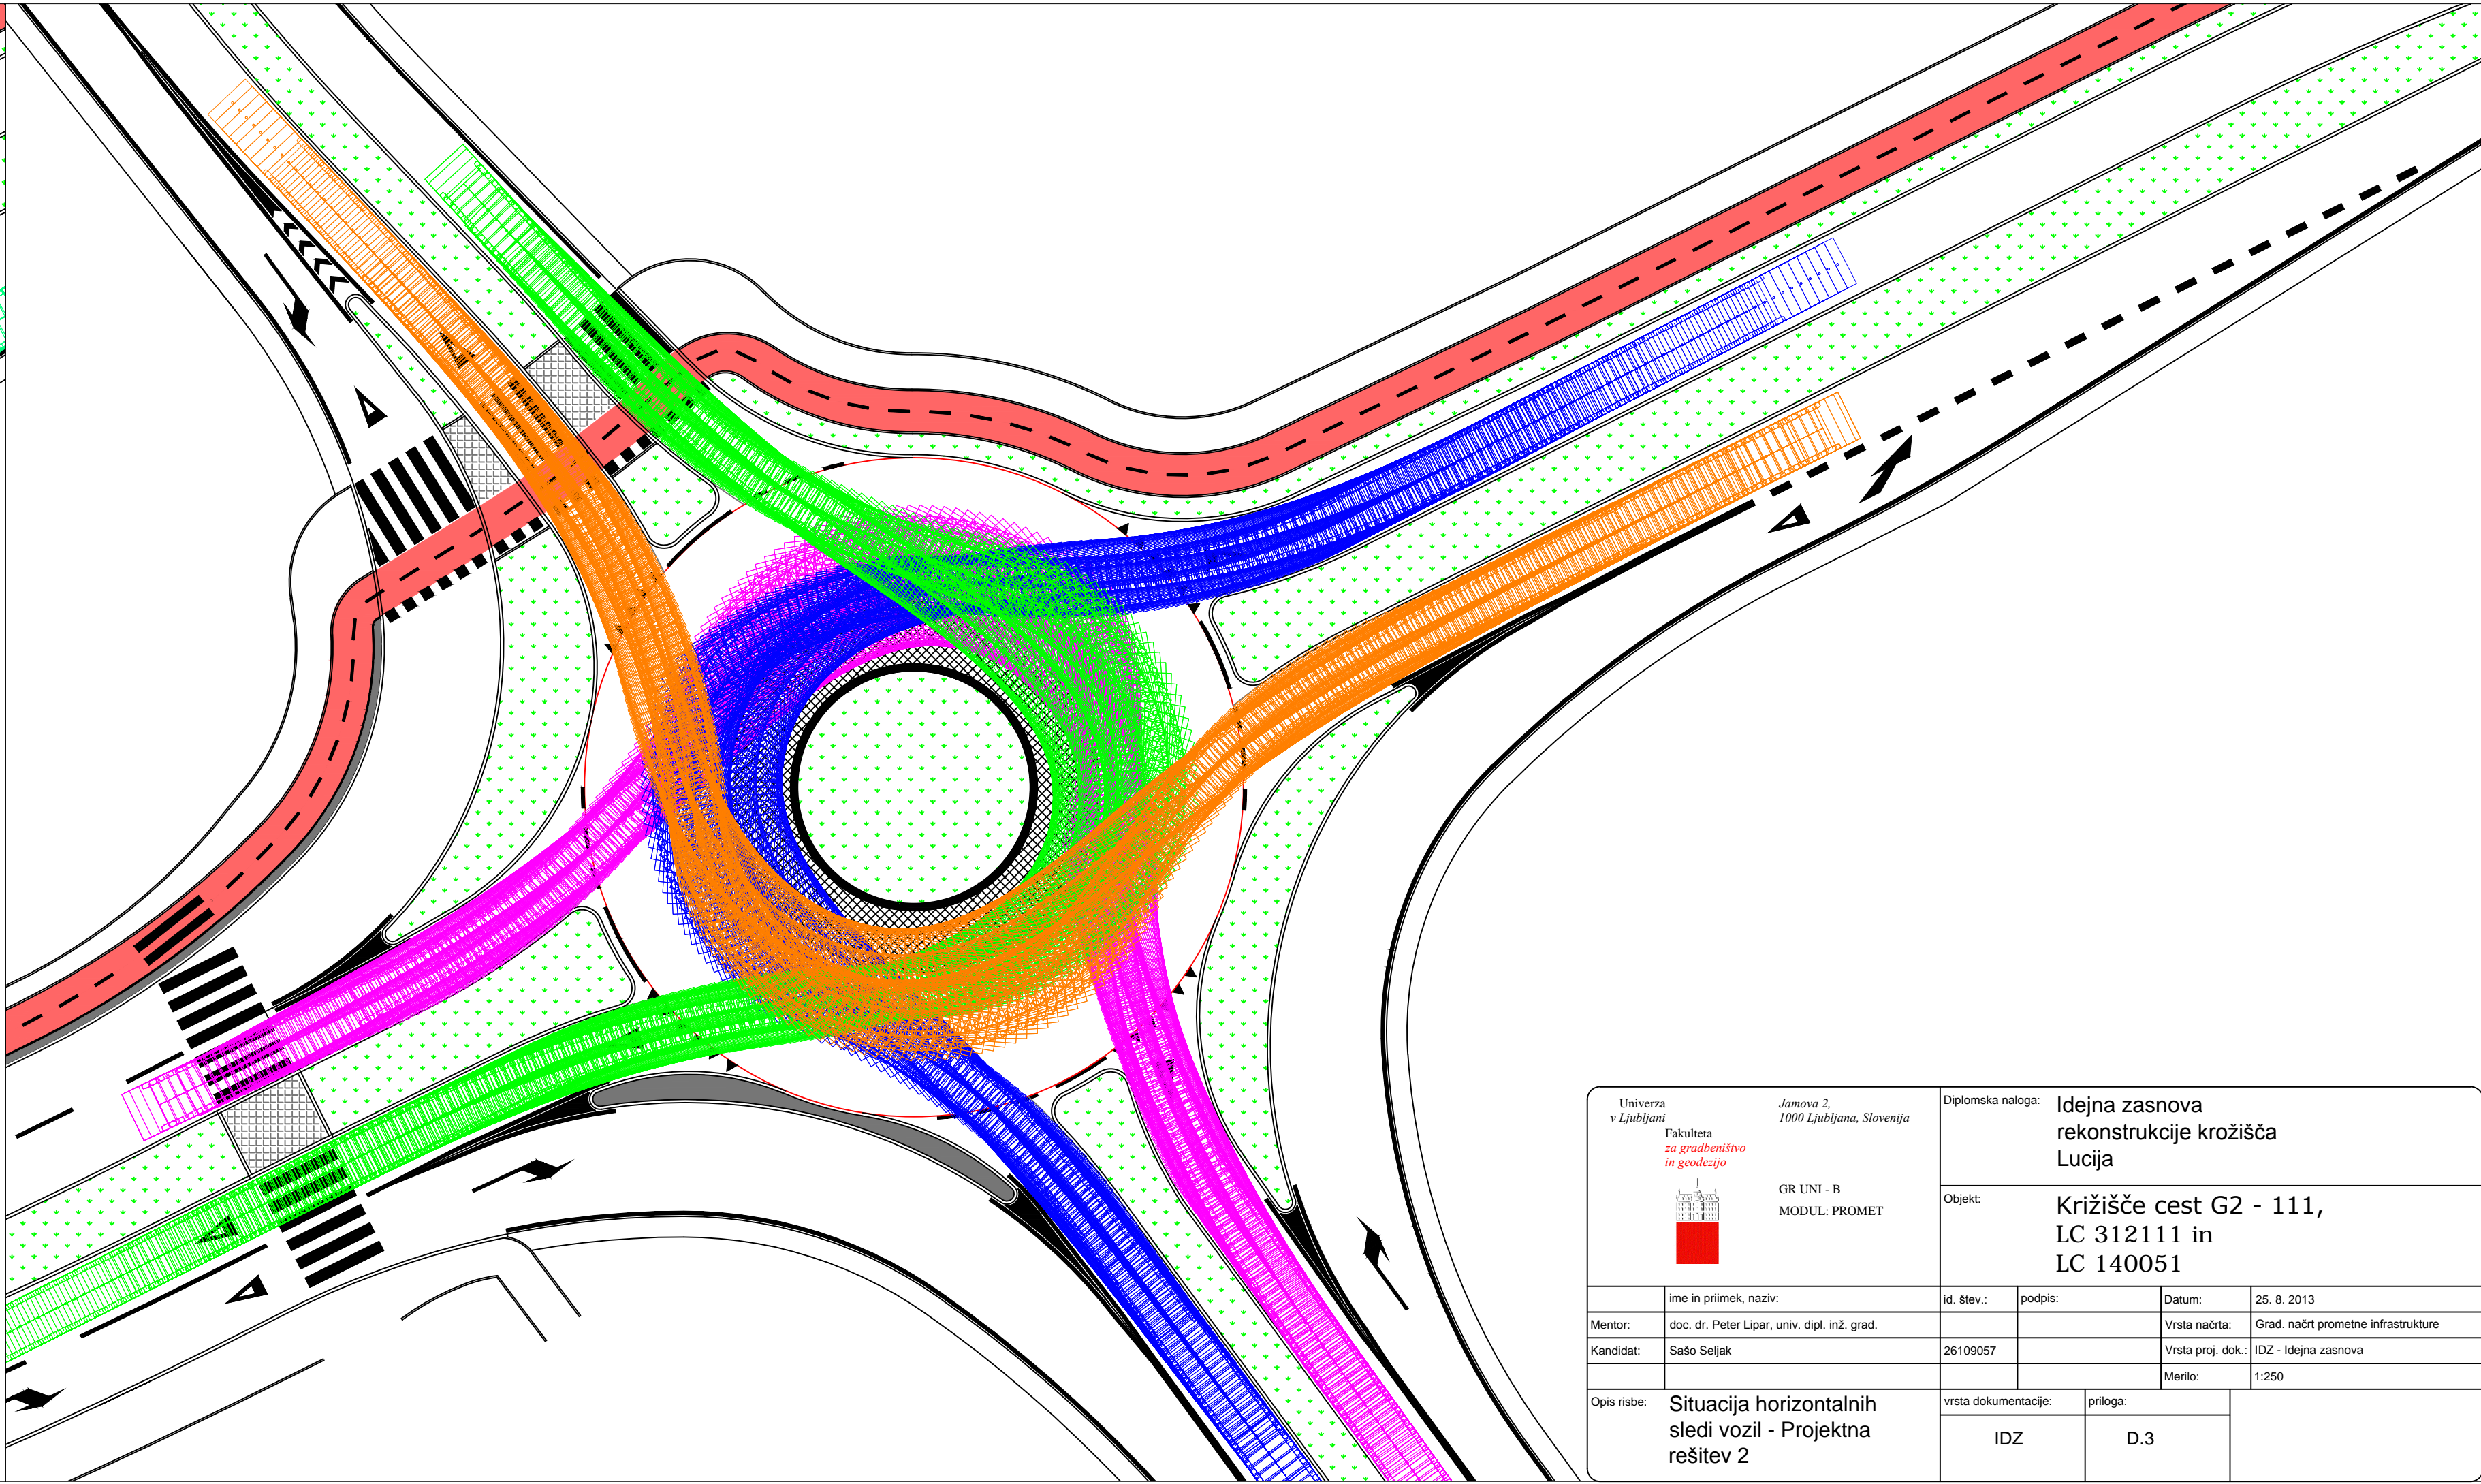 Univerza
v Ljubljani
Jamova 2,
1000 Ljubljana, Slovenija
Fakulteta
za gradbeništvo
in geodezijo
GR UNI - B
MODUL: PROMET
Diplomska naloga:
Idejna zasnova
rekonstrukcije krožišča
Lucija
Objekt:
Križišče cest G2 - 111,
LC 312111 in
LC 140051
ime in priimek, naziv:
id. štev.:
podpis:
Datum:
25. 8. 2013
Mentor:
doc. dr. Peter Lipar, univ. dipl. inž. grad.
Vrsta načrta:
Grad. načrt prometne infrastrukture
Kandidat:
Sašo Seljak
26109057
Vrsta proj. dok.:
IDZ - Idejna zasnova
Merilo:
1:250
Opis risbe:
Situacija horizontalnih
sledi vozil - Projektna
rešitev 2
vrsta dokumentacije:
priloga:
IDZ
D.3